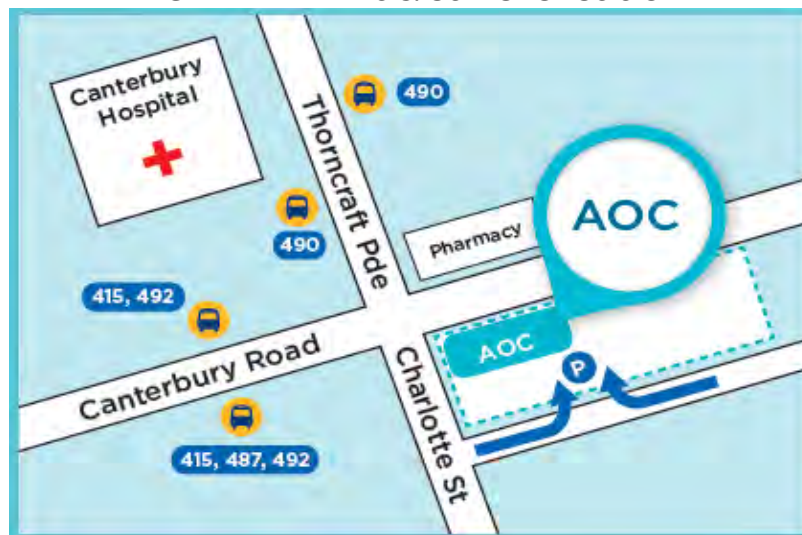 Canterbury
Hospital
490
Thorncraft Pde
490
Pharmacy
AOC
415, 492
AOC
P
Canterbury Road
Charlotte St
415, 487, 492